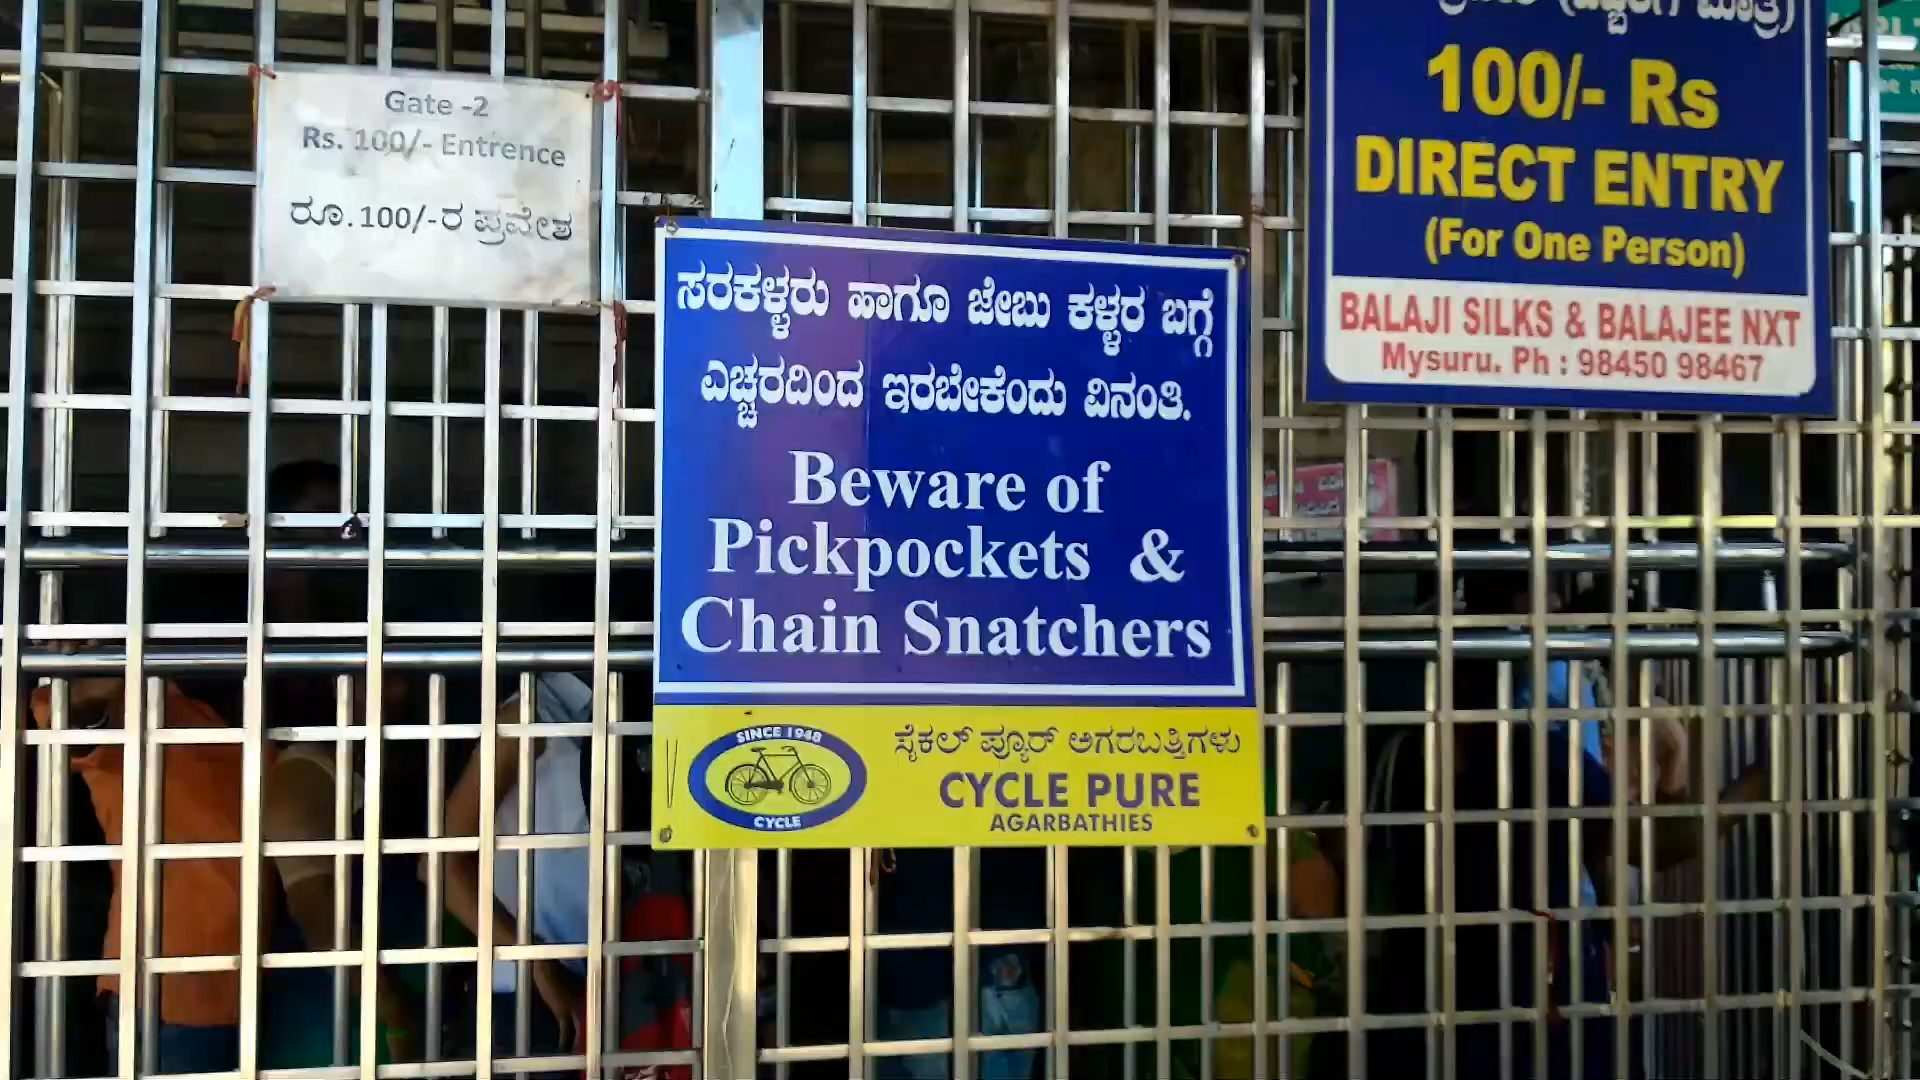 Gate -2
Rs. 100/- Entrence
ರೂ.100/-ರ ಪ್ರವೇಶ
ಸರಕಳ್ಳರು ಹಾಗೂ ಜೇಬು ಕಳ್ಳರ ಬಗ್ಗೆ
ಎಚ್ಚರದಿಂದ ಇರಬೇಕೆಂದು ವಿನಂತಿ.
Beware of
Pickpockets &
Chain Snatchers
SINCE 1948
CYCLE
ಸೈಕಲ್ ಪ್ಯೂರ್ ಅಗರಬತ್ತಿಗಳು
CYCLE PURE
AGARBATHIES
100/- Rs
DIRECT ENTRY
(For One Person)
BALAJI SILKS & BALAJEE NXT
Mysuru. Ph : 98450 98467